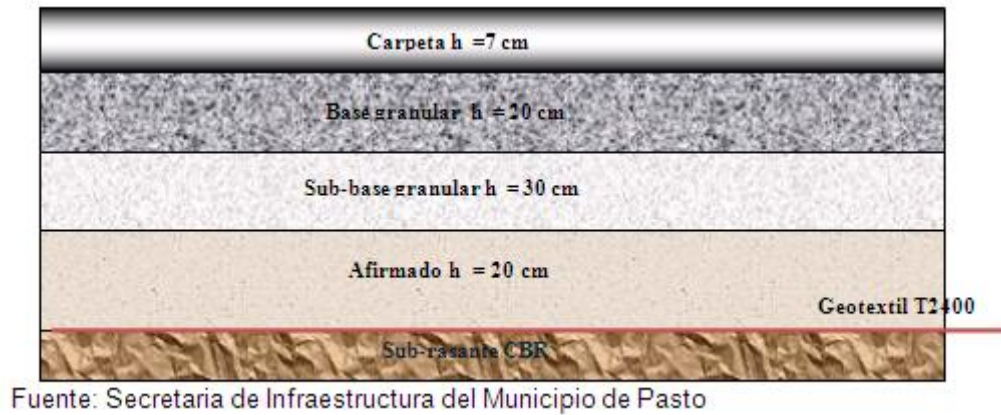 Carpeta h =7 cm
Base granular h = 20 cm
Sub-base granular h = 30 cm
Afirmado h = 20 cm
Geotextil T2400
Sub-rasante CBR
Fuente: Secretaria de Infraestructura del Municipio de Pasto